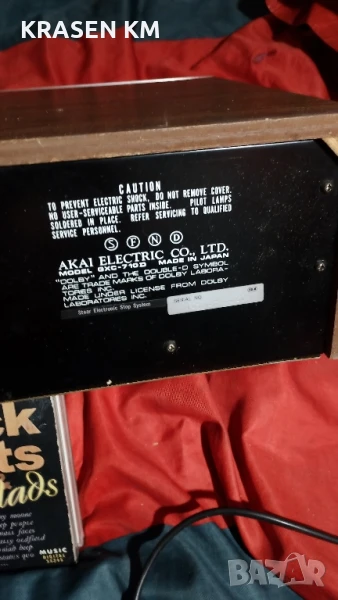 KRASEN KM
CAUTION
TO PREVENT ELECTRIC SHOCK, DO NOT REMOVE COVER.
NO USER-SERVICEABLE PARTS INSIDE. PILOT LAMPS
SOLDERED IN PLACE. REFER SERVICING TO QUALIFIED
SERVICE PERSONNEL.
S F N D
AKAI ELECTRIC CO., LTD.
MODEL GXC-710D MADE IN JAPAN
"DOLBY" AND THE DOUBLE-D SYMBOL
ARE TRADE MARKS OF DOLBY LABORA-
TORIES INC.
MADE UNDER LICENSE FROM DOLBY
LABORATORIES INC.
SERIAL NO.
Stear Electronic Stop System
ck
ts
lads
MUSIC
BAZAR